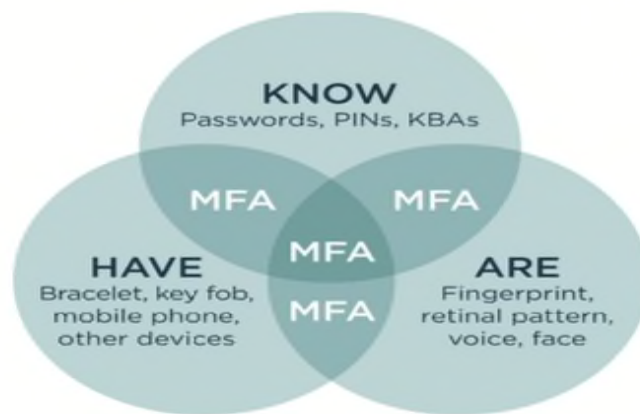 KNOW
Passwords, PINs, KBAs
MFA
MFA
MFA
HAVE
Bracelet, key fob,
mobile phone,
other devices
ARE
Fingerprint,
retinal pattern,
voice, face
MFA